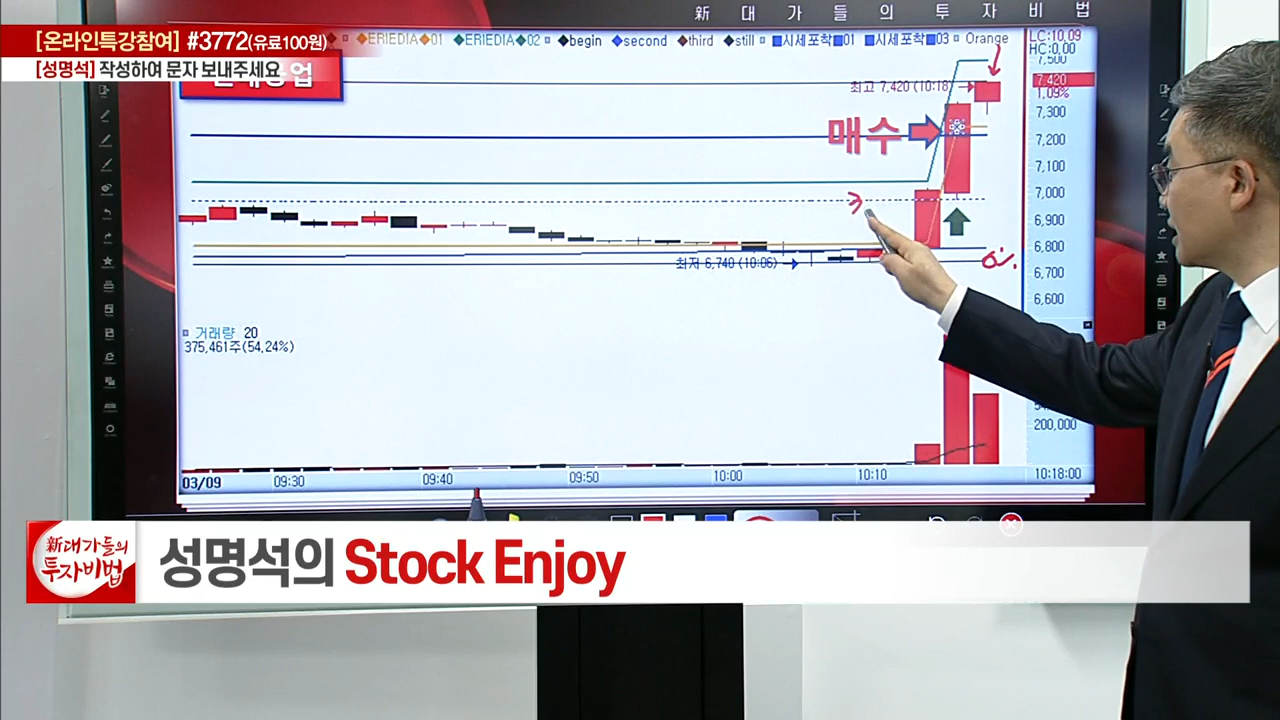 新 대 가 들 의 투 자 비 법
[온라인특강참여] #3772(유료100원)
[성명석] 작성하여 문자 보내주세요
ERIEDIA 01 ERIEDIA 02 begin second third still 시세포착 01 시세포착 03 Orange
LC:10,09
HC:0,00
7,500
최고 7,420 (10:18)
7,420
1,09%
7,300
매수
7,200
7,100
7,000
6,900
6,800
최저 6,740 (10:06)
0%.
6,700
6,600
거래량 20
375,461주(54,24%)
200,000
03/09 09:30 09:40 09:50 10:00 10:10 10:18:00
新대가들의
투자비법
성명석의 Stock Enjoy